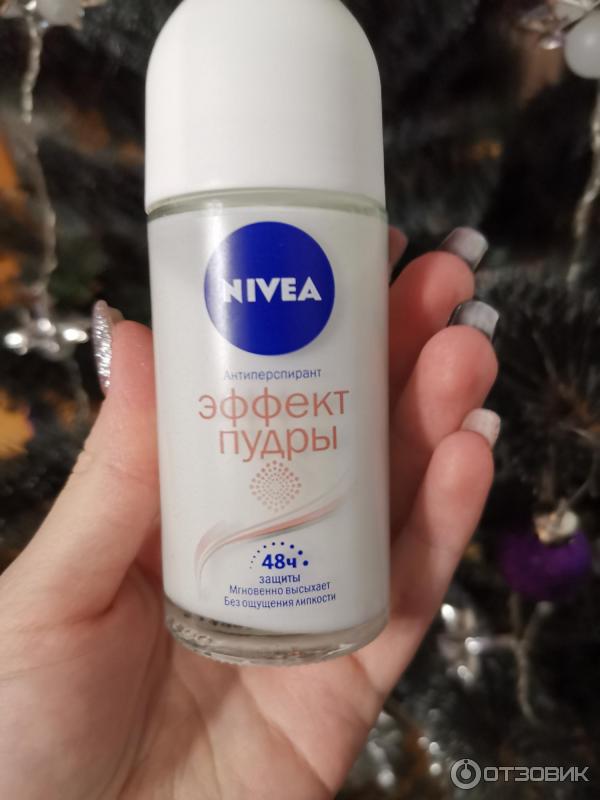 NIVEA
Антиперспирант
эффект
пудры
48ч
защиты
Мгновенно высыхает
Без ощущения липкости
ОТЗОВИК